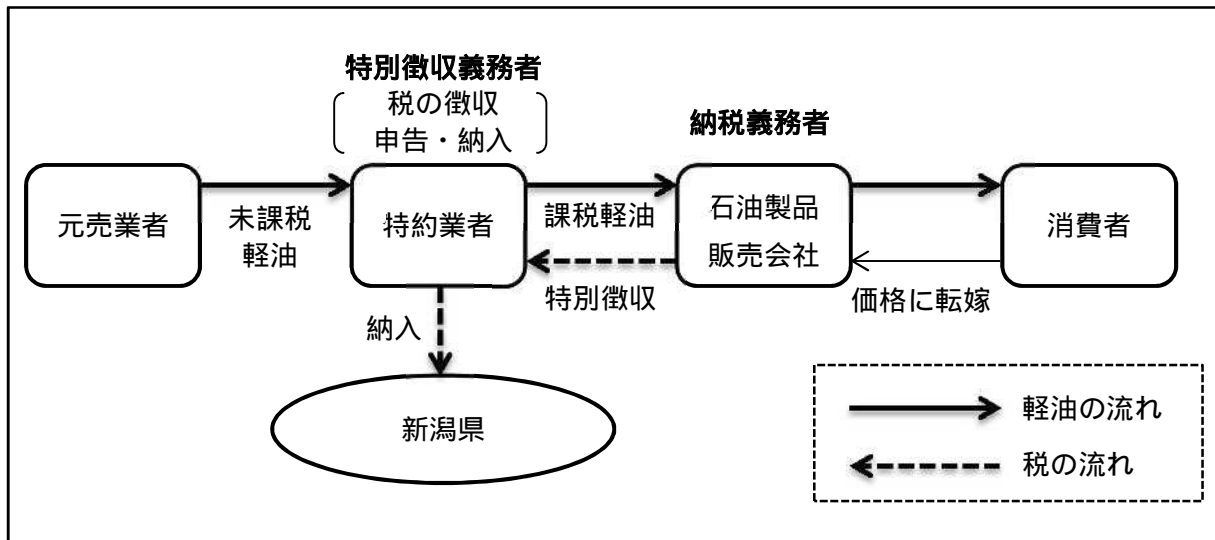 特別徴収義務者
税の徴収
申告・納入
納税義務者
元売業者
未課税
軽油
特約業者
課税軽油
特別徴収
石油製品
販売会社
価格に転嫁
消費者
納入
新潟県
軽油の流れ
税の流れ